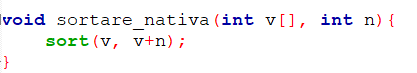 void sortare_nativa(int v[], int n){
    sort(v, v+n);
}